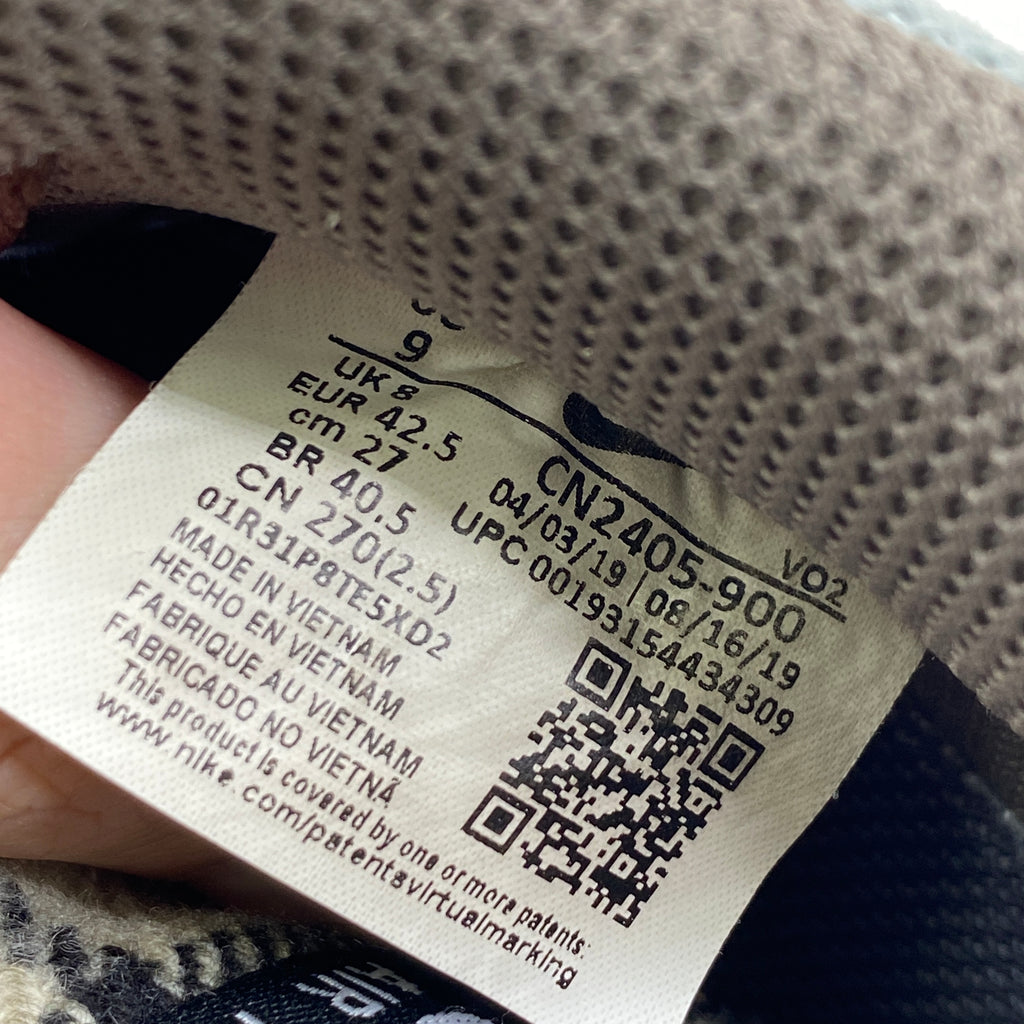 9
UK 8
EUR 42.5
cm 27
BR 40.5
CN 270(2.5)
01R31P8TE5XD2
VO2
CN2405-900
04/03/19 | 08/16/19
UPC 00193154434309
MADE IN VIETNAM
HECHO EN VIETNAM
FABRIQUE AU VIETNAM
FABRICADO NO VIETNÃ
This product is covered by one or more patents:
www.nike.com/patentsvirtualmarking